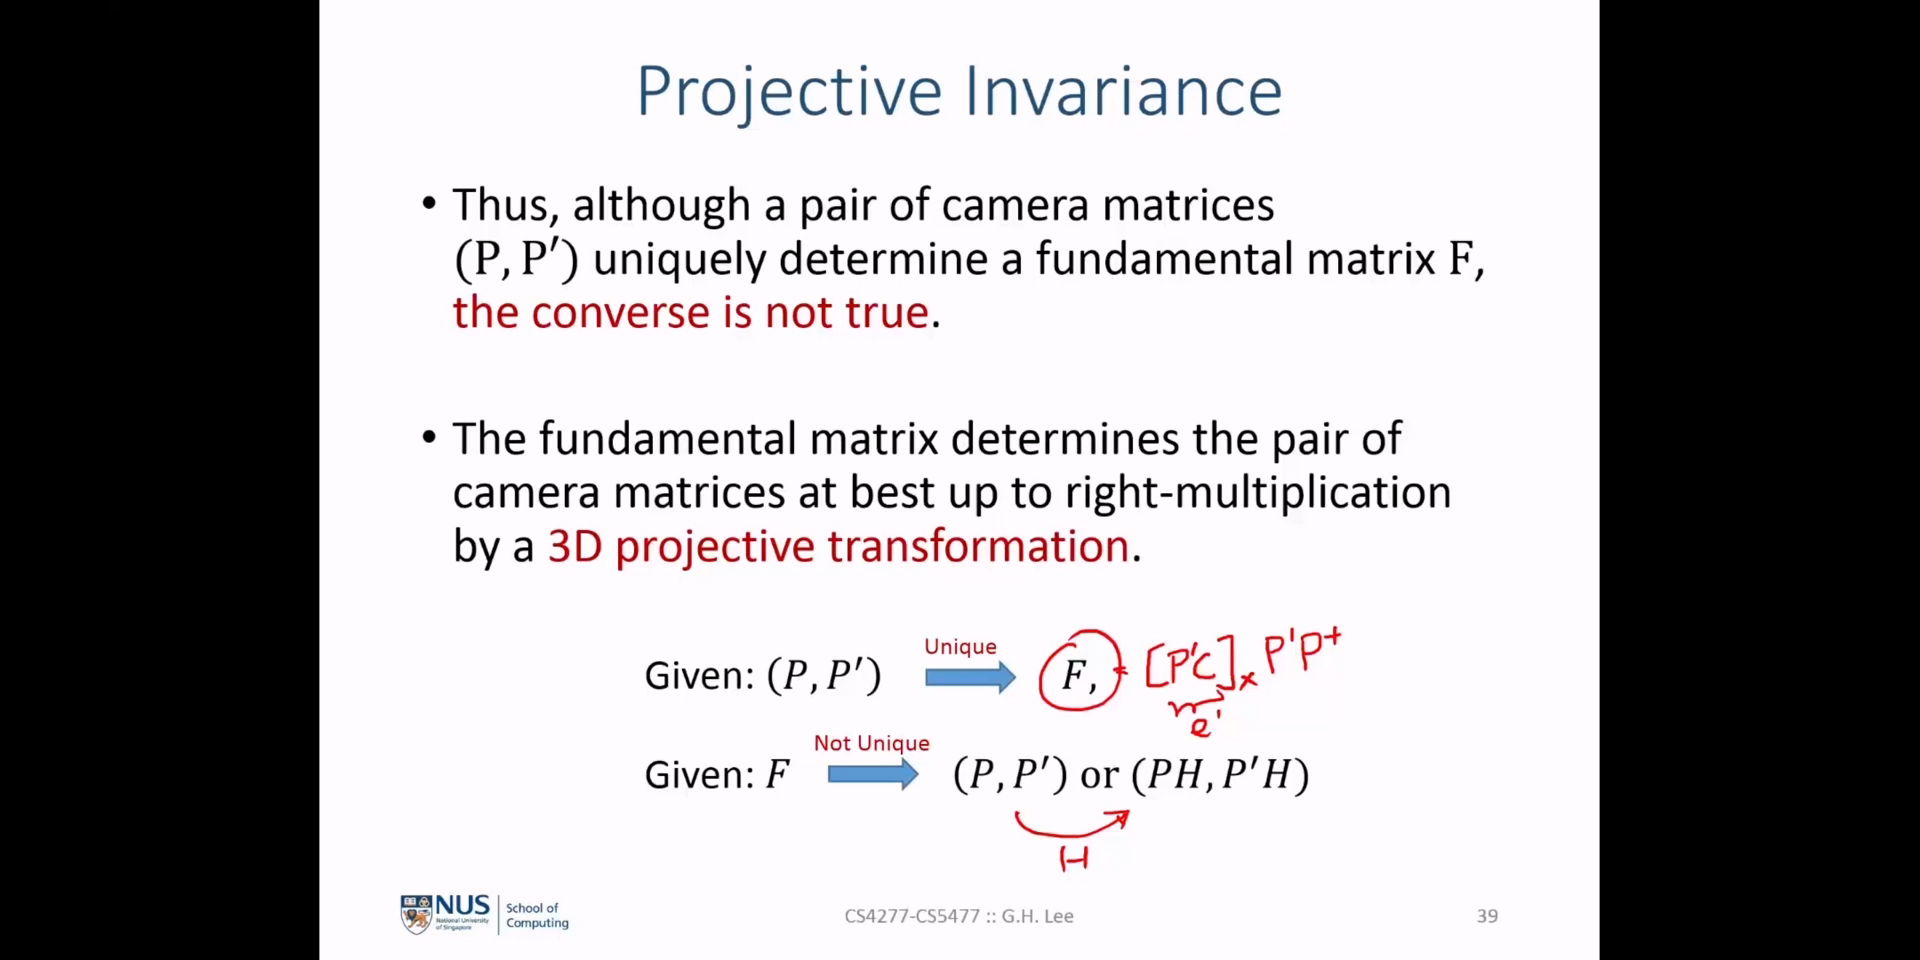 Projective Invariance
• Thus, although a pair of camera matrices
(P, P′) uniquely determine a fundamental matrix F,
the converse is not true.
• The fundamental matrix determines the pair of
camera matrices at best up to right-multiplication
by a 3D projective transformation.
Given: (P, P′) Unique F, = [P'C]ₓ P'P⁺
e'
Given: F Not Unique (P, P′) or (PH, P′H)
H
NUS
National University
of Singapore
School of
Computing
CS4277-CS5477 :: G.H. Lee
39